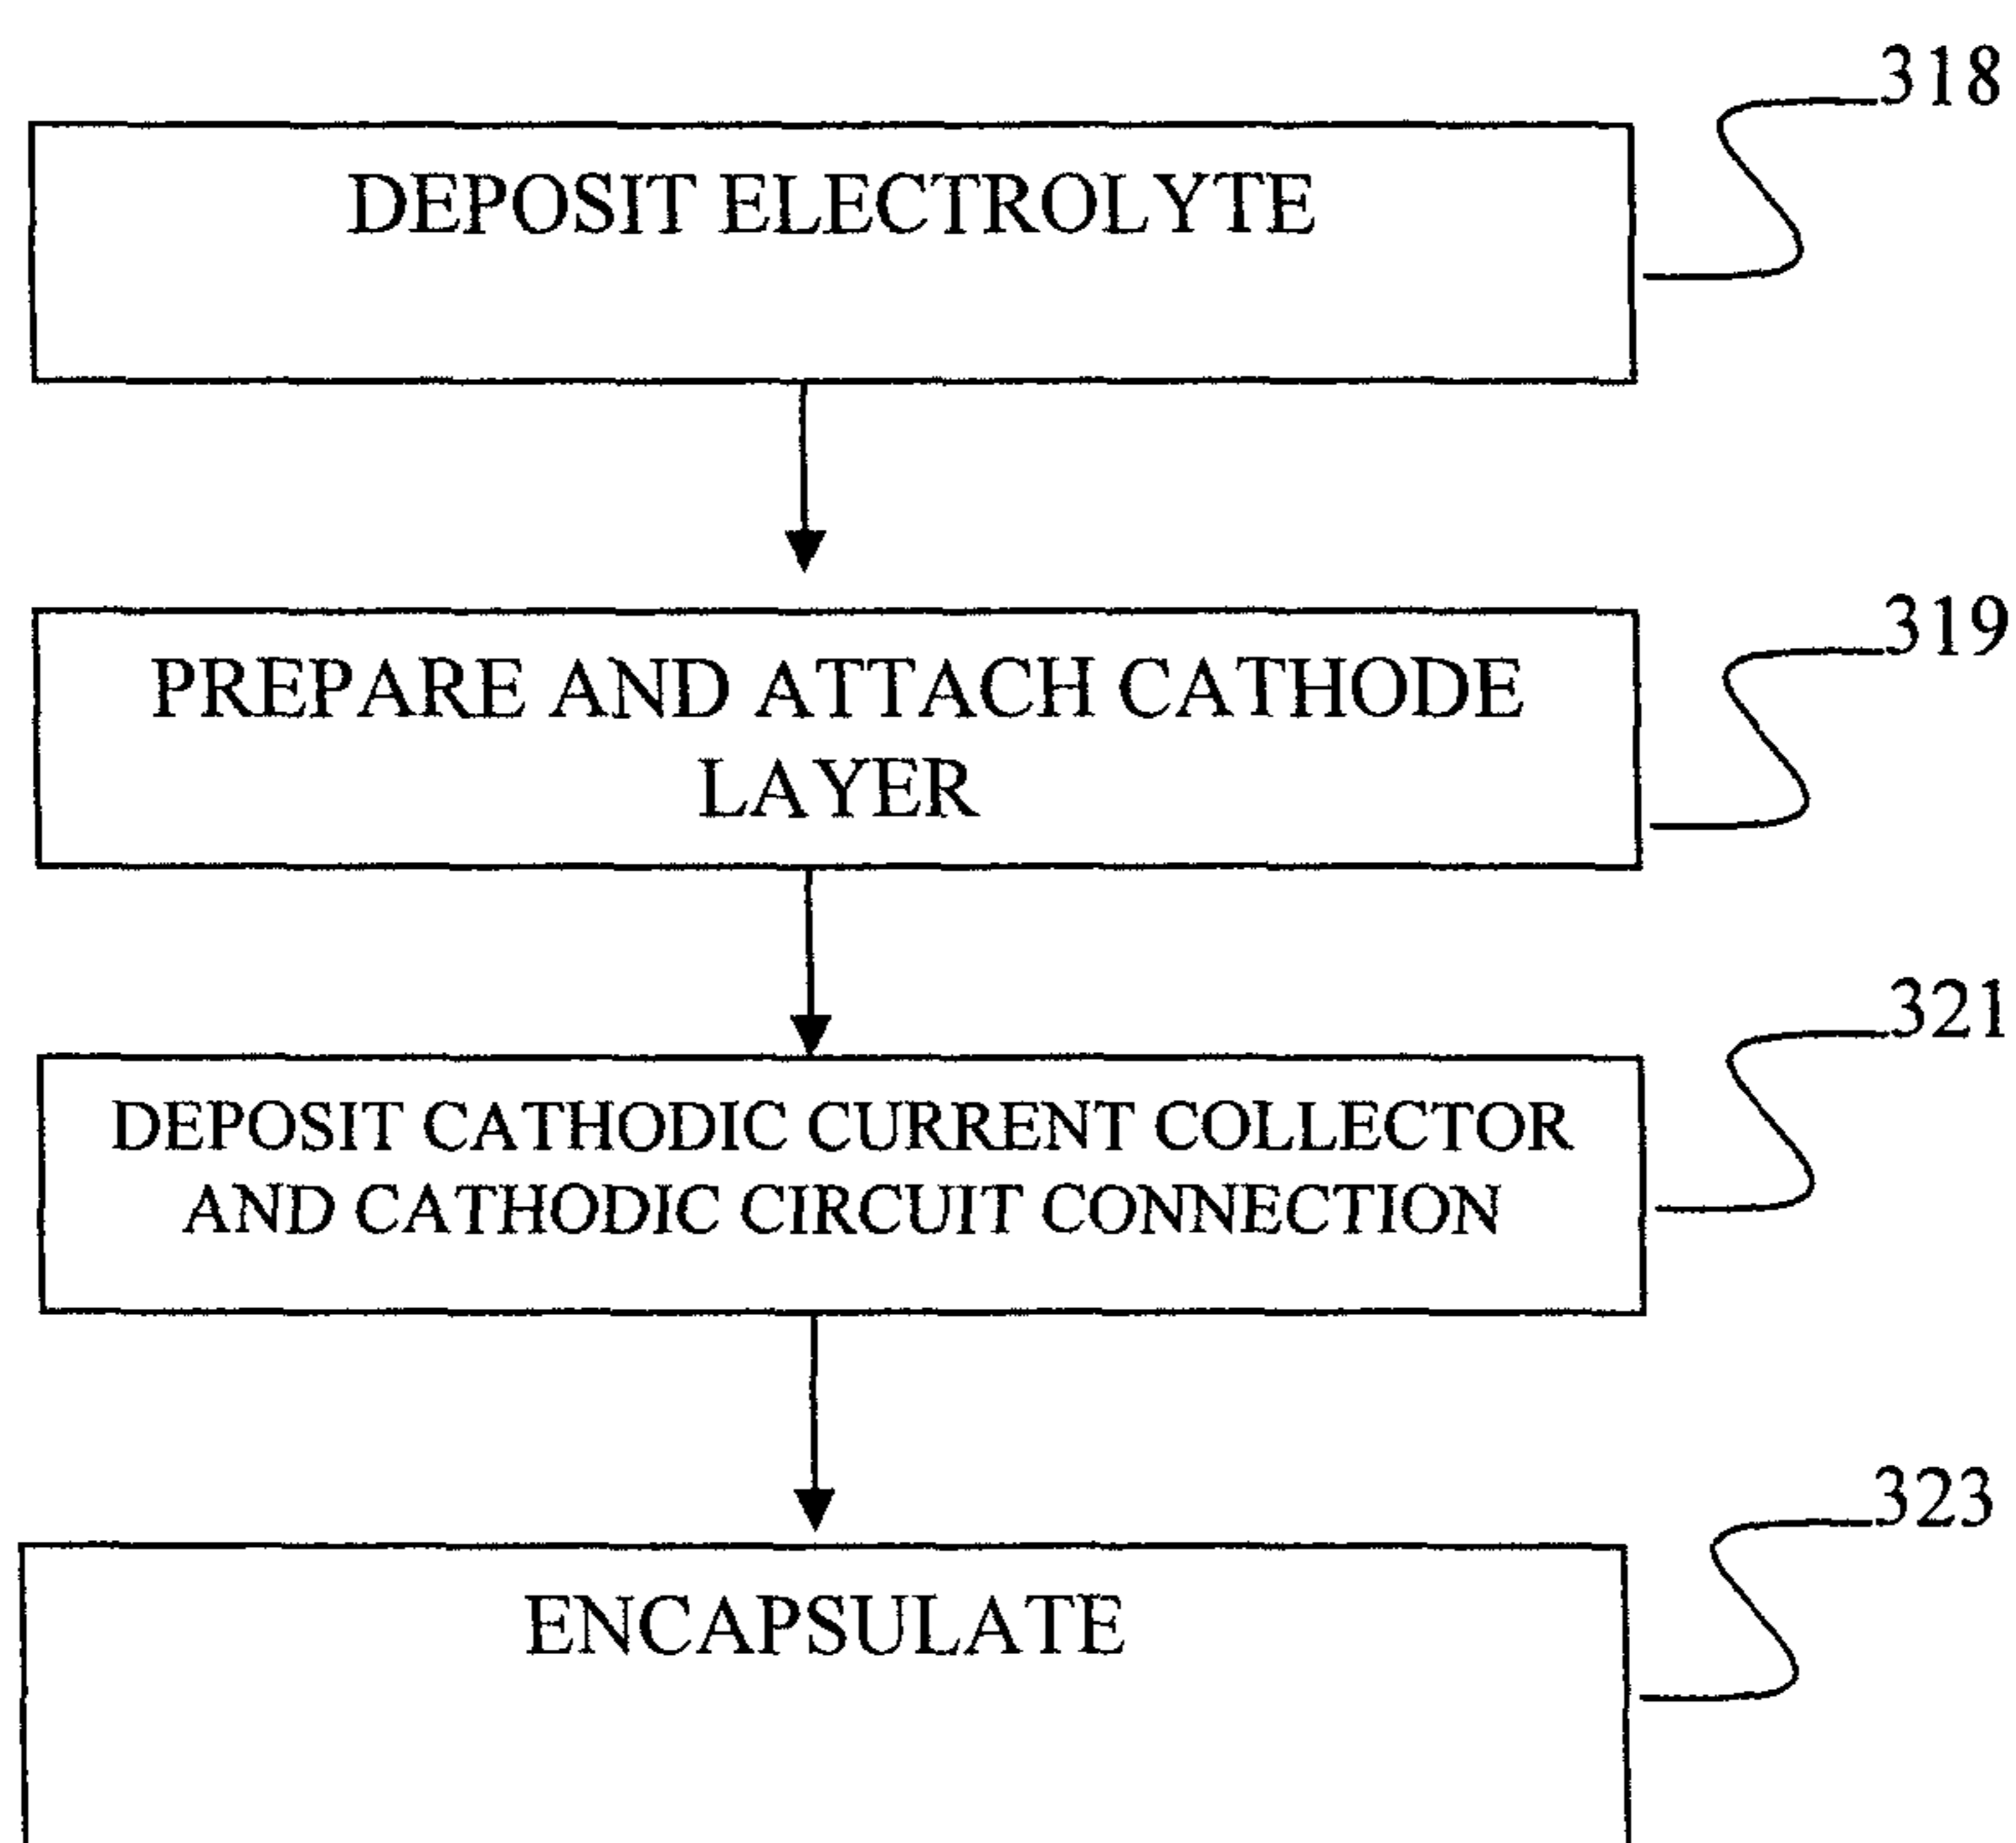 318
DEPOSIT ELECTROLYTE
319
PREPARE AND ATTACH CATHODE
LAYER
321
DEPOSIT CATHODIC CURRENT COLLECTOR
AND CATHODIC CIRCUIT CONNECTION
323
ENCAPSULATE